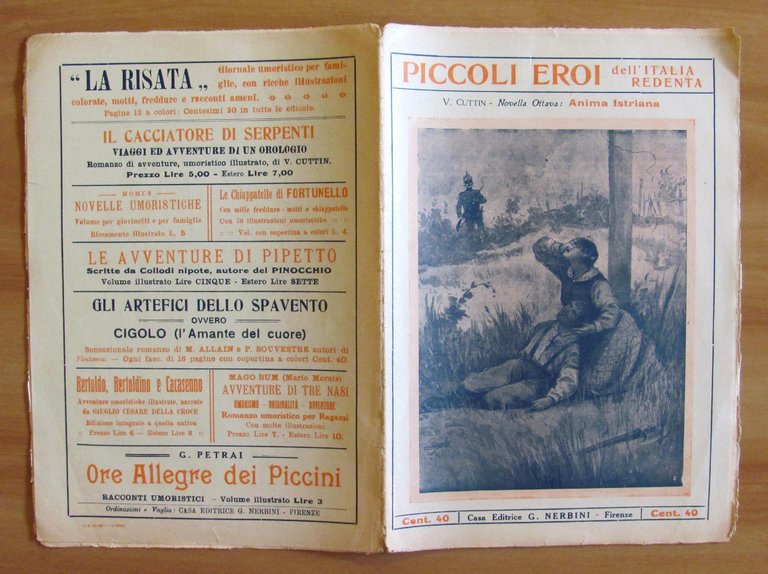 “ LA RISATA „
Giornale umoristico per fami-
glie, con ricche illustrazioni
colorate, motti, freddure e racconti ameni.
Pagine 12 a colori: Centesimi 20 in tutte le edicole.
IL CACCIATORE DI SERPENTI
VIAGGI ED AVVENTURE DI UN OROLOGIO
Romanzo di avventure, umoristico illustrato, di V. CUTTIN.
Prezzo Lire 5,00 - Estero Lire 7,00
MOMUS
NOVELLE UMORISTICHE
Volume per giovinetti e per famiglie
Riccamente illustrato L. 5
Le Chiappatelle di FORTUNELLO
Con mille freddure - motti e chiappatelle
Con 70 illustrazioni umoristiche :: ::
:: :: Vol. con copertina a colori L. 4.
LE AVVENTURE DI PIPETTO
Scritte da Collodi nipote, autore del PINOCCHIO
Volume illustrato Lire CINQUE - Estero Lire SETTE
GLI ARTEFICI DELLO SPAVENTO
OVVERO
CIGOLO (l'Amante del cuore)
Sensazionale romanzo di M. ALLAIN e P. SOUVESTRE autori di
Fantomas. - Ogni fasc. di 16 pagine con copertina a colori Cent. 40.
Bertoldo, Bertoldino e Cacasenno
Avventure umoristiche illustrate, narrate
da GIUGLIO CESARE DELLA CROCE
Edizione integrale a quella antica
:: Prezzo Lire 6 - Estero Lire 8 ::
MAGO BUM (Mario Morais)
AVVENTURE DI TRE NASI
UMORISMO - ORIGINALITÀ - AVVENTURE
Romanzo umoristico per Ragazzi
Con molte illustrazioni
Prezzo Lire 7. - Estero Lire 10.
G. PETRAI
Ore Allegre dei Piccini
RACCONTI UMORISTICI - Volume illustrato Lire 3
Ordinazioni e Vaglia: CASA EDITRICE G. NERBINI - FIRENZE
PICCOLI EROI dell'ITALIA
REDENTA
V. CUTTIN - Novella Ottava: Anima Istriana
Cent. 40
Casa Editrice G. NERBINI - Firenze
Cent. 40